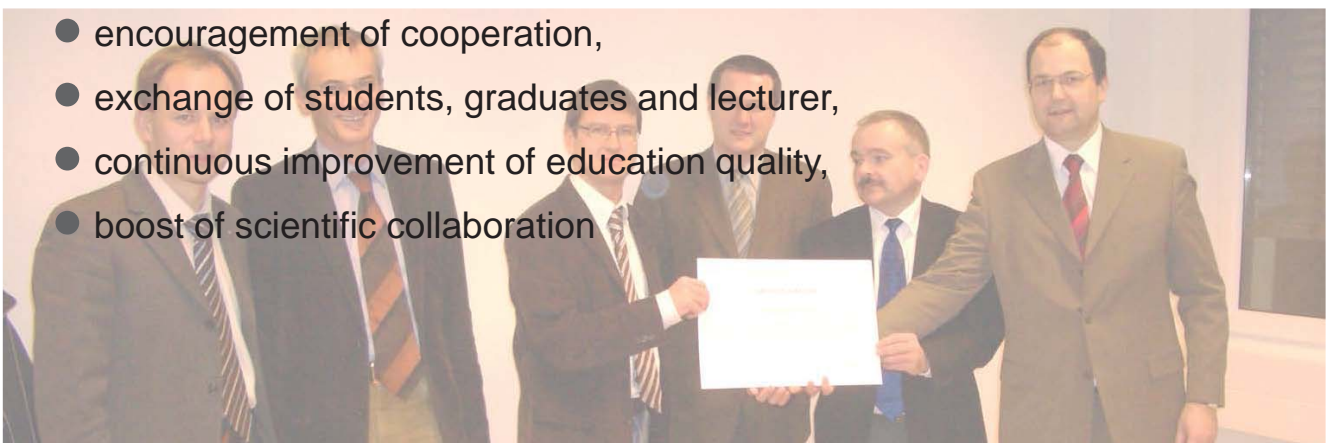 ● encouragement of cooperation,
● exchange of students, graduates and lecturer,
● continuous improvement of education quality,
● boost of scientific collaboration